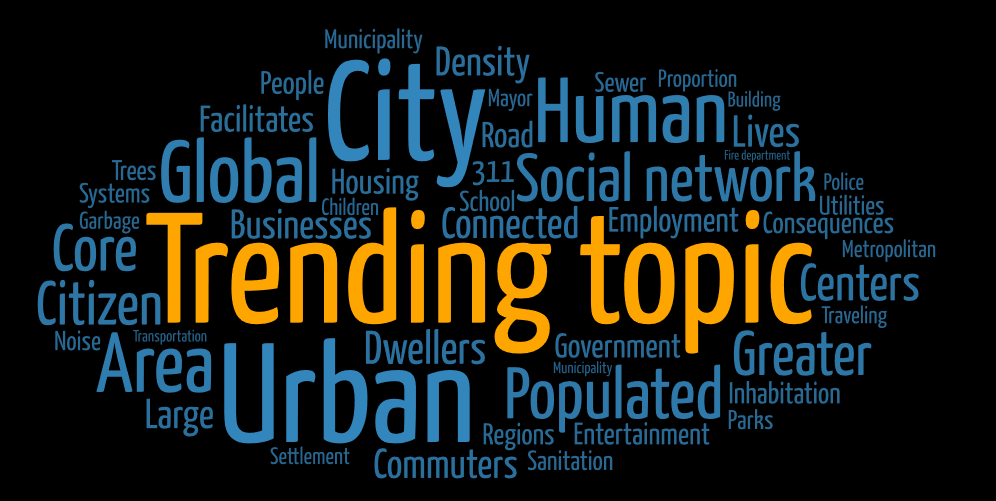 Municipality
Density
People
City
Sewer
Proportion
Mayor
Human
Building
Facilitates
Road
Lives
Fire department
Trees
Global
Housing
311
Social network
Police
Systems
Children
School
Utilities
Garbage
Businesses
Connected
Employment
Consequences
Core
Trending topic
Metropolitan
Citizen
Centers
Traveling
Noise
Transportation
Area
Dwellers
Government
Greater
Municipality
Urban
Populated
Inhabitation
Large
Parks
Regions
Entertainment
Settlement
Commuters
Sanitation